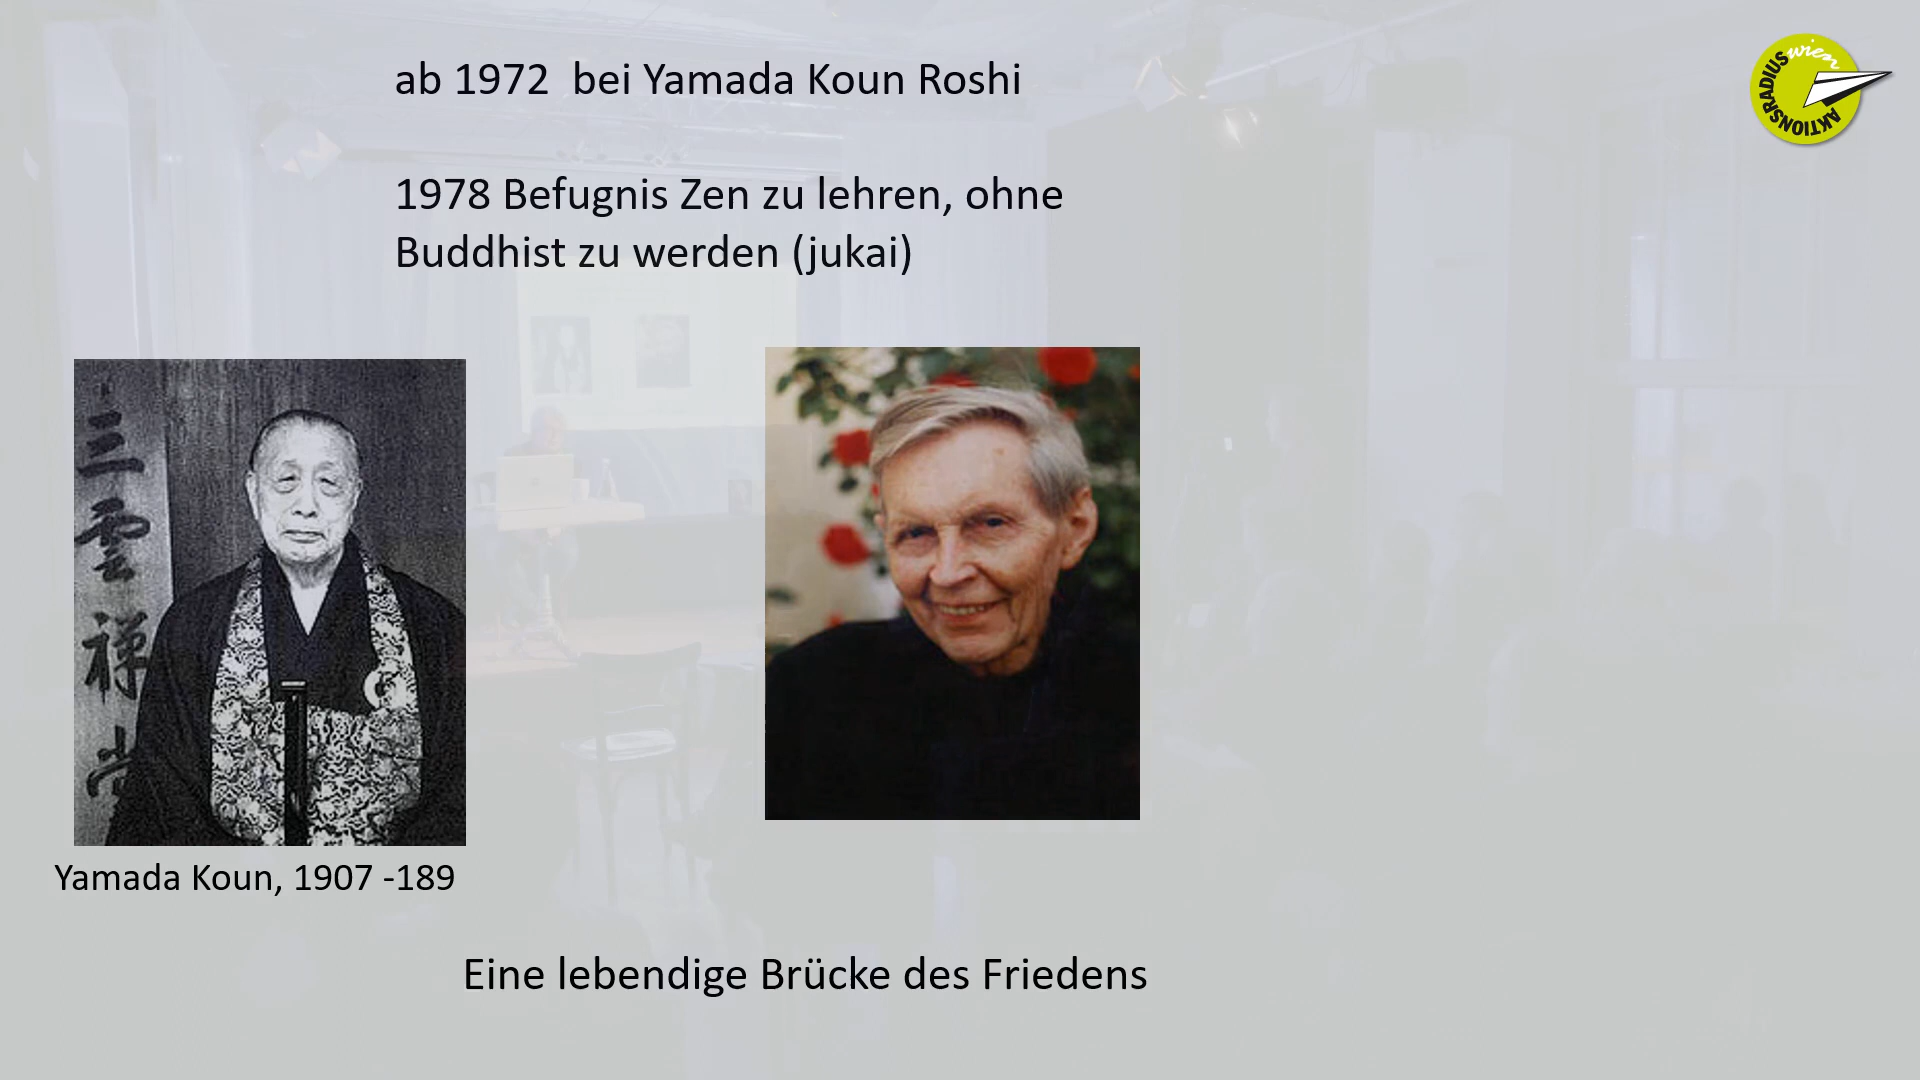 ab 1972  bei Yamada Koun Roshi
1978 Befugnis Zen zu lehren, ohne
Buddhist zu werden (jukai)
AKTIONSRADIUS wien
三雲禅堂
Yamada Koun, 1907 -189
Eine lebendige Brücke des Friedens